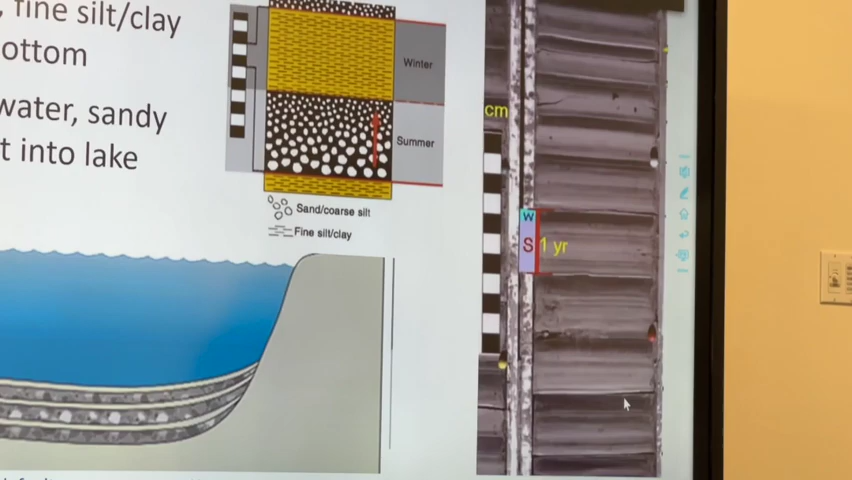 , fine silt/clay
ottom
water, sandy
t into lake
Winter
Summer
Sand/coarse silt
Fine silt/clay
cm
W
S 1 yr